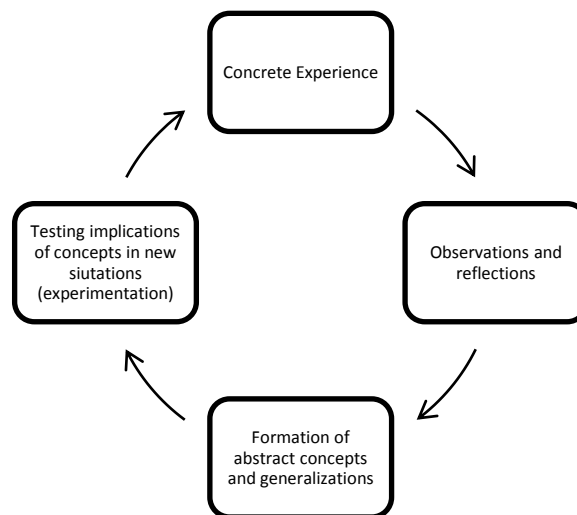 Concrete Experience
Observations and
reflections
Formation of
abstract concepts
and generalizations
Testing implications
of concepts in new
siutations
(experimentation)